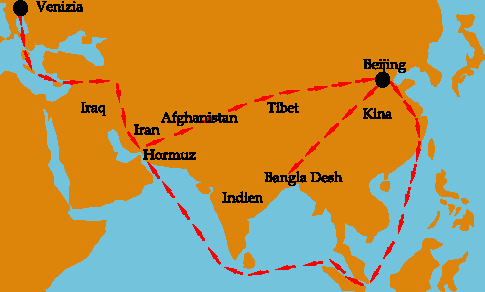 Venizia
Beijing
Iraq
Afghanistan
Tibet
Kina
Iran
Hormuz
Bangla Desh
Indien